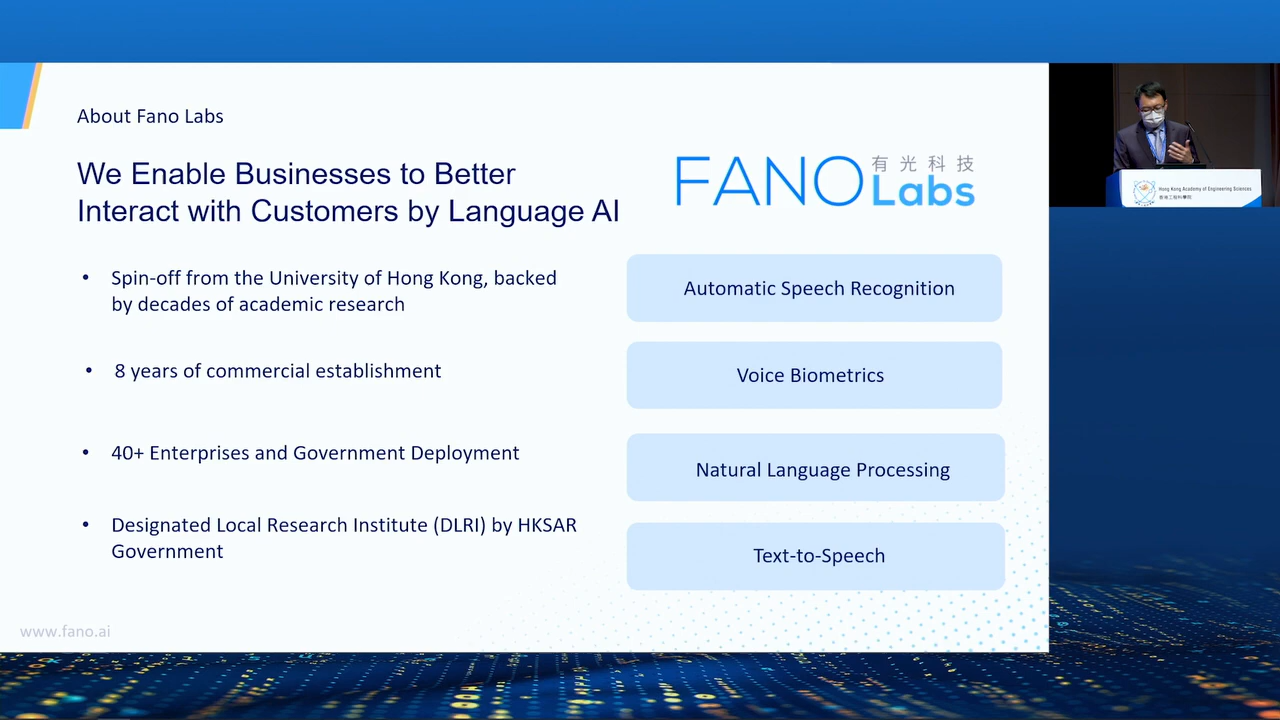 About Fano Labs
We Enable Businesses to Better
Interact with Customers by Language AI
FANO 有光科技
Labs
• Spin-off from the University of Hong Kong, backed
by decades of academic research
• 8 years of commercial establishment
• 40+ Enterprises and Government Deployment
• Designated Local Research Institute (DLRI) by HKSAR
Government
Automatic Speech Recognition
Voice Biometrics
Natural Language Processing
Text-to-Speech
www.fano.ai
Hong Kong Academy of Engineering Sciences
香港工程科學院